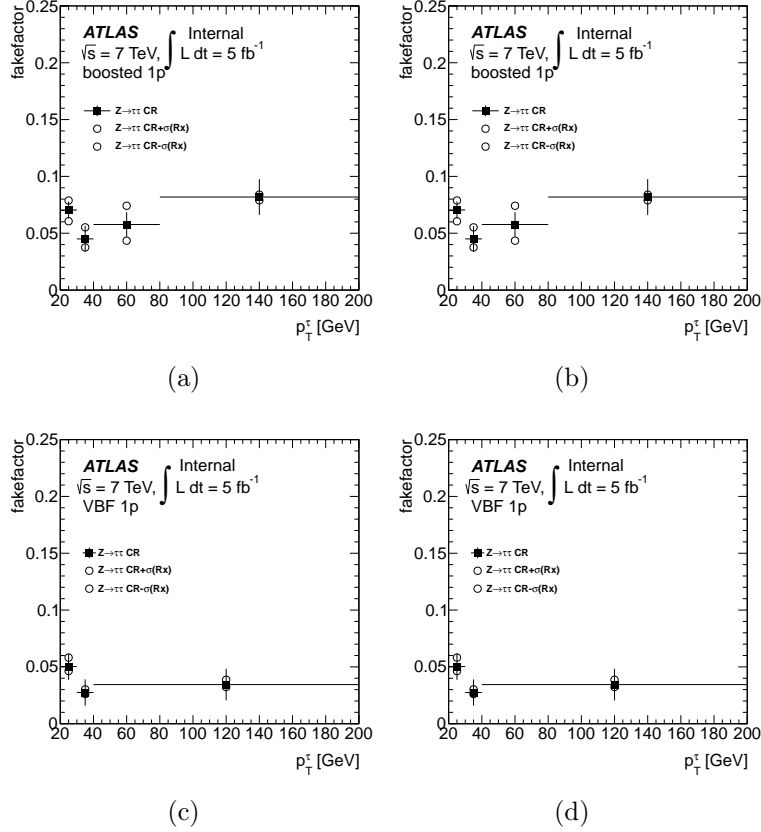 fakefactor
0.25
0.2
0.15
0.1
0.05
0
ATLAS Internal
√s = 7 TeV, ∫ L dt = 5 fb⁻¹
boosted 1p
Z→ττ CR
Z→ττ CR+σ(Rx)
Z→ττ CR-σ(Rx)
20 40 60 80 100 120 140 160 180 200
p_T^τ [GeV]
(a)
fakefactor
0.25
0.2
0.15
0.1
0.05
0
ATLAS Internal
√s = 7 TeV, ∫ L dt = 5 fb⁻¹
boosted 1p
Z→ττ CR
Z→ττ CR+σ(Rx)
Z→ττ CR-σ(Rx)
20 40 60 80 100 120 140 160 180 200
p_T^τ [GeV]
(b)
fakefactor
0.25
0.2
0.15
0.1
0.05
0
ATLAS Internal
√s = 7 TeV, ∫ L dt = 5 fb⁻¹
VBF 1p
Z→ττ CR
Z→ττ CR+σ(Rx)
Z→ττ CR-σ(Rx)
20 40 60 80 100 120 140 160 180 200
p_T^τ [GeV]
(c)
fakefactor
0.25
0.2
0.15
0.1
0.05
0
ATLAS Internal
√s = 7 TeV, ∫ L dt = 5 fb⁻¹
VBF 1p
Z→ττ CR
Z→ττ CR+σ(Rx)
Z→ττ CR-σ(Rx)
20 40 60 80 100 120 140 160 180 200
p_T^τ [GeV]
(d)